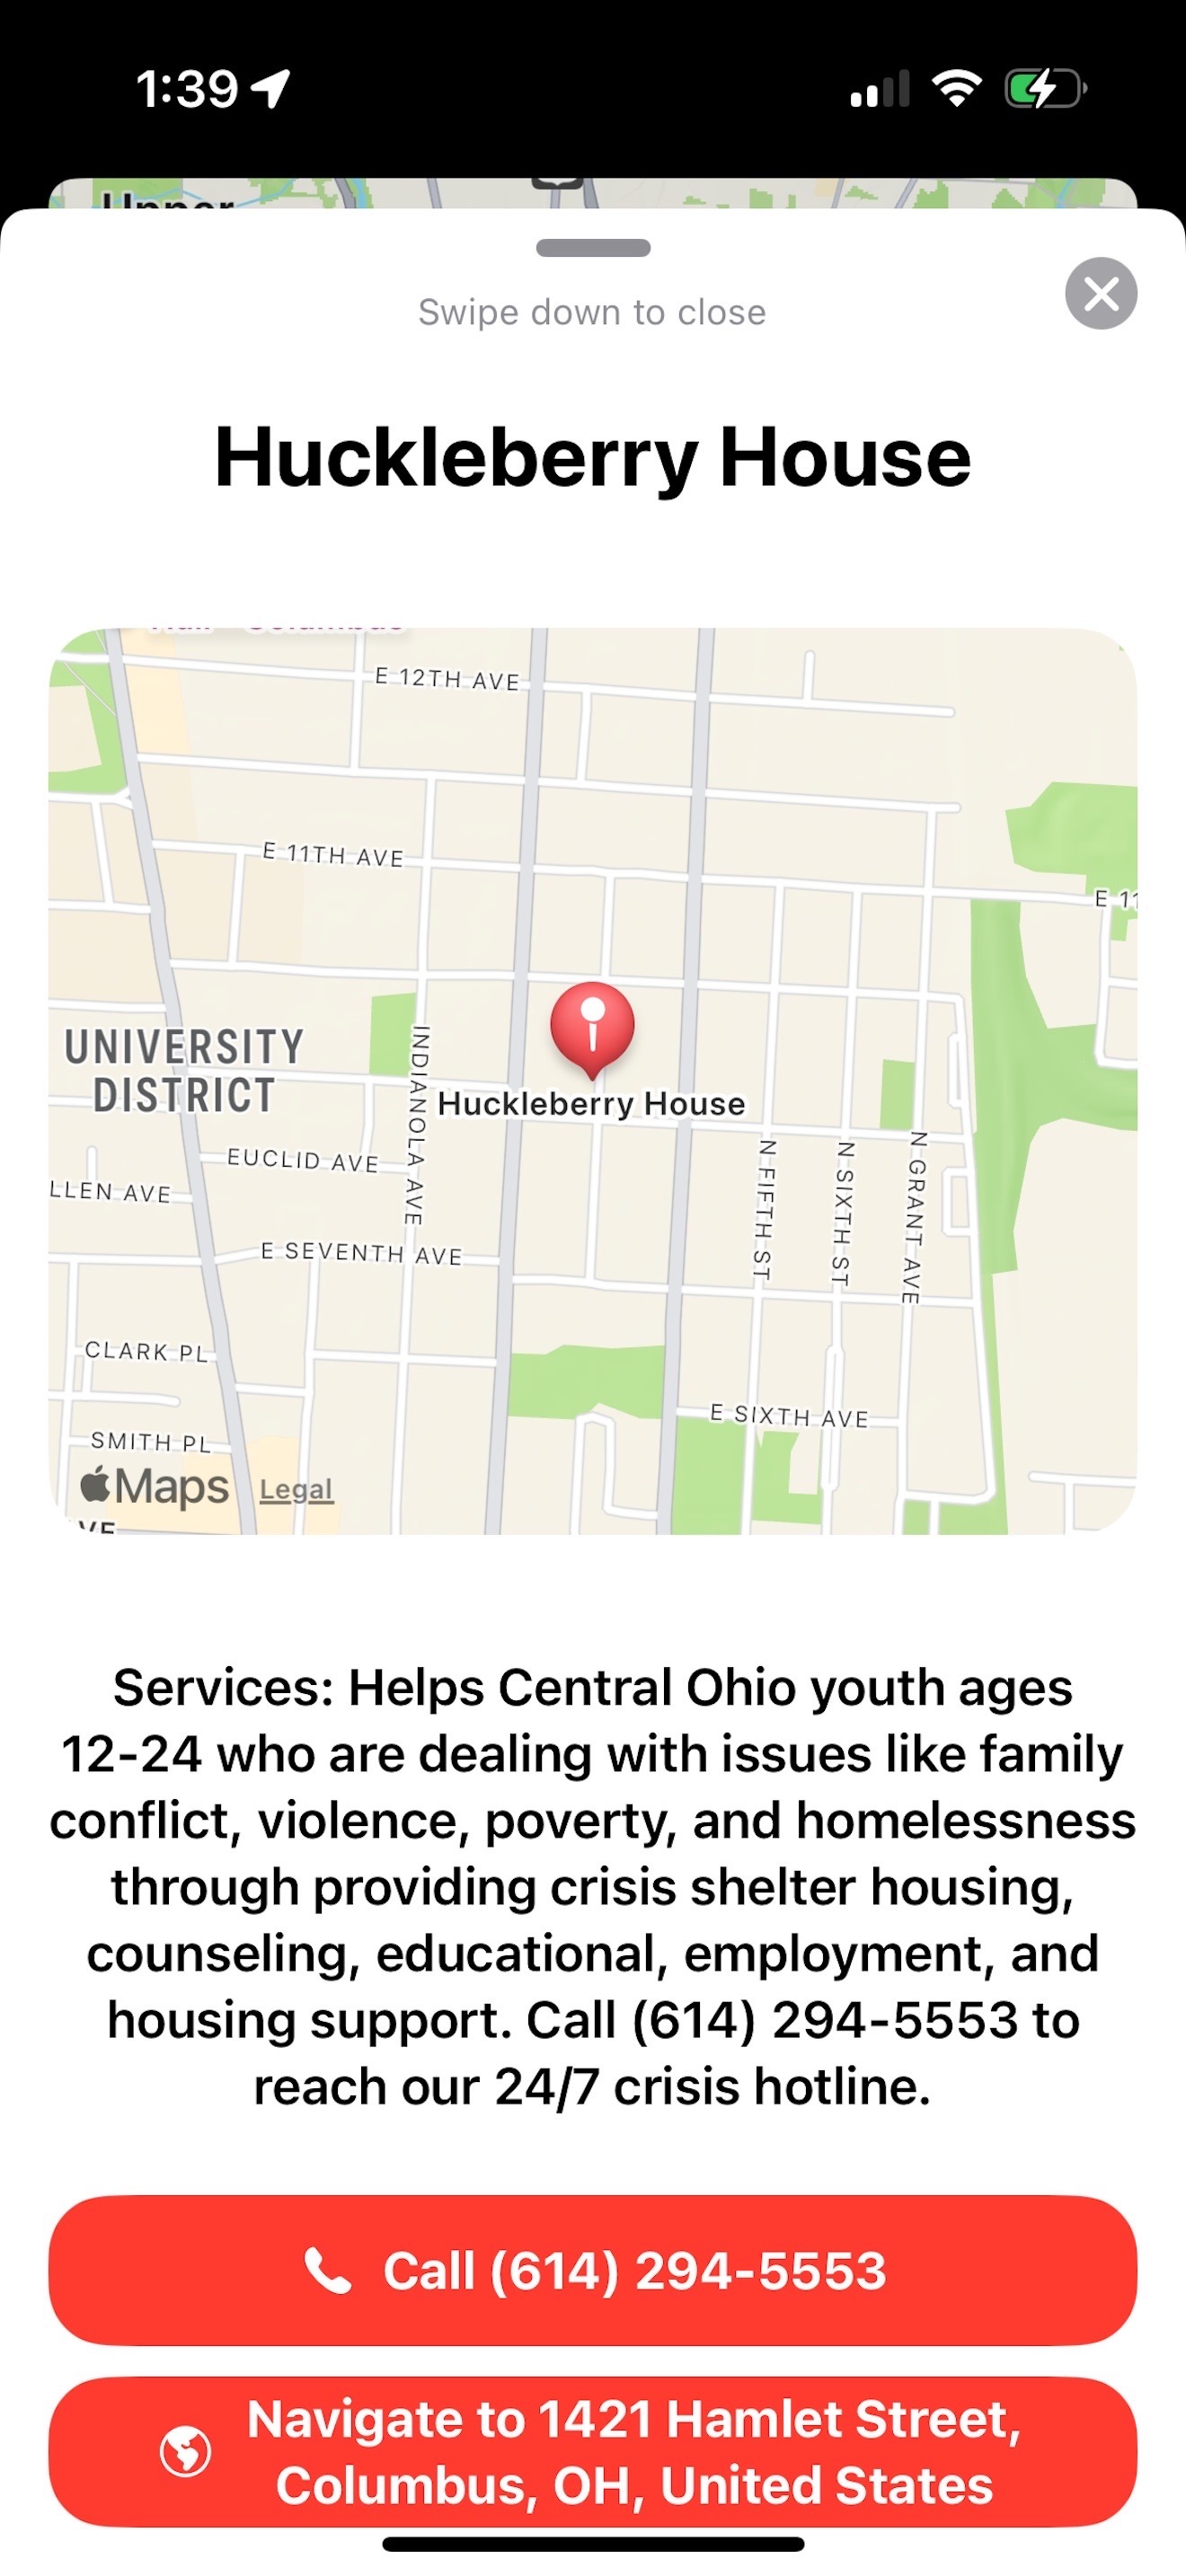 1:39
Upper
Swipe down to close
Huckleberry House
E 12TH AVE
E 11TH AVE
E 11
UNIVERSITY
DISTRICT
INDIANOLA AVE
Huckleberry House
EUCLID AVE
LLEN AVE
E SEVENTH AVE
N FIFTH ST
N SIXTH ST
N GRANT AVE
CLARK PL
E SIXTH AVE
SMITH PL
Maps Legal
VE
Services: Helps Central Ohio youth ages
12-24 who are dealing with issues like family
conflict, violence, poverty, and homelessness
through providing crisis shelter housing,
counseling, educational, employment, and
housing support. Call (614) 294-5553 to
reach our 24/7 crisis hotline.
Call (614) 294-5553
Navigate to 1421 Hamlet Street,
Columbus, OH, United States